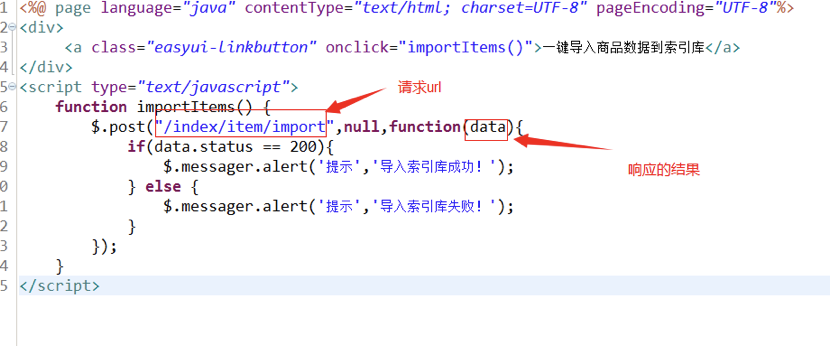 1 <%@ page language="java" contentType="text/html; charset=UTF-8" pageEncoding="UTF-8"%>
2 <div>
3 <a class="easyui-linkbutton" onclick="importItems()">一键导入商品数据到索引库</a>
4 </div>
5 <script type="text/javascript">
请求url
6 function importItems() {
7 $.post("/index/item/import",null,function(data){
8 if(data.status == 200){
9 $.messager.alert('提示','导入索引库成功！');
响应的结果
0 } else {
1 $.messager.alert('提示','导入索引库失败！');
2 }
3 });
4 }
5 </script>